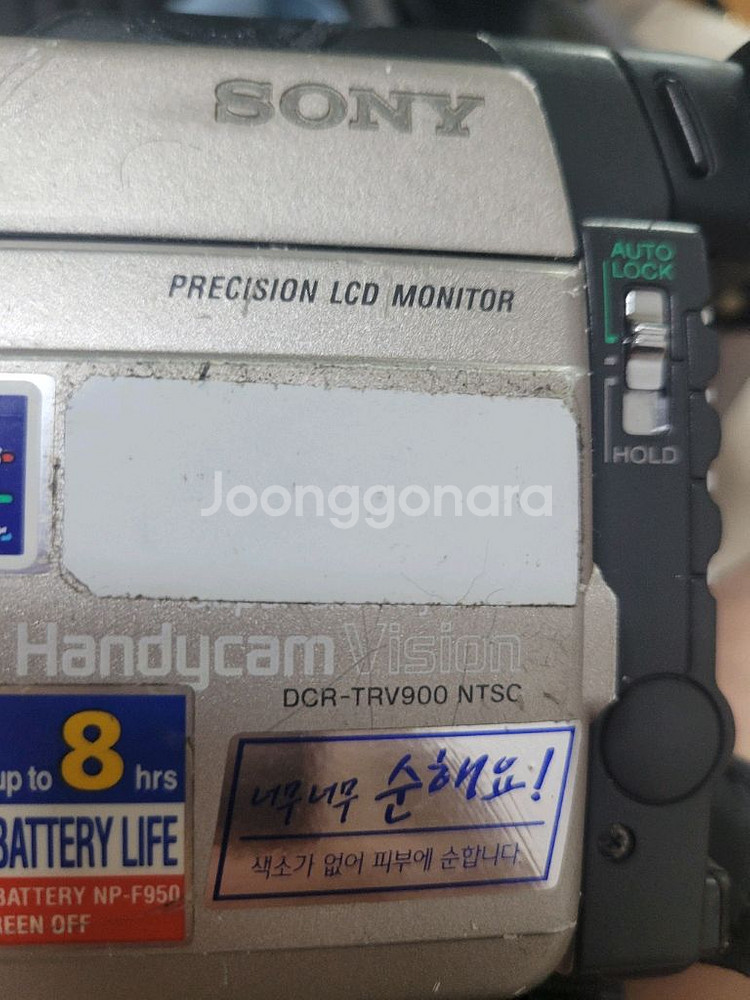 SONY
AUTO
LOCK
PRECISION LCD MONITOR
HOLD
Joonggonara
Handycam Vision
DCR-TRV900 NTSC
up to 8 hrs
BATTERY LIFE
BATTERY NP-F950
너무너무 순해요!
색소가 없어 피부에 순합니다.